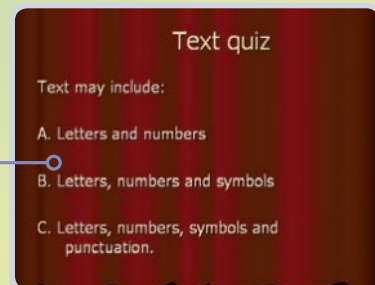 Text quiz
Text may include:
A. Letters and numbers
B. Letters, numbers and symbols
C. Letters, numbers, symbols and
punctuation.